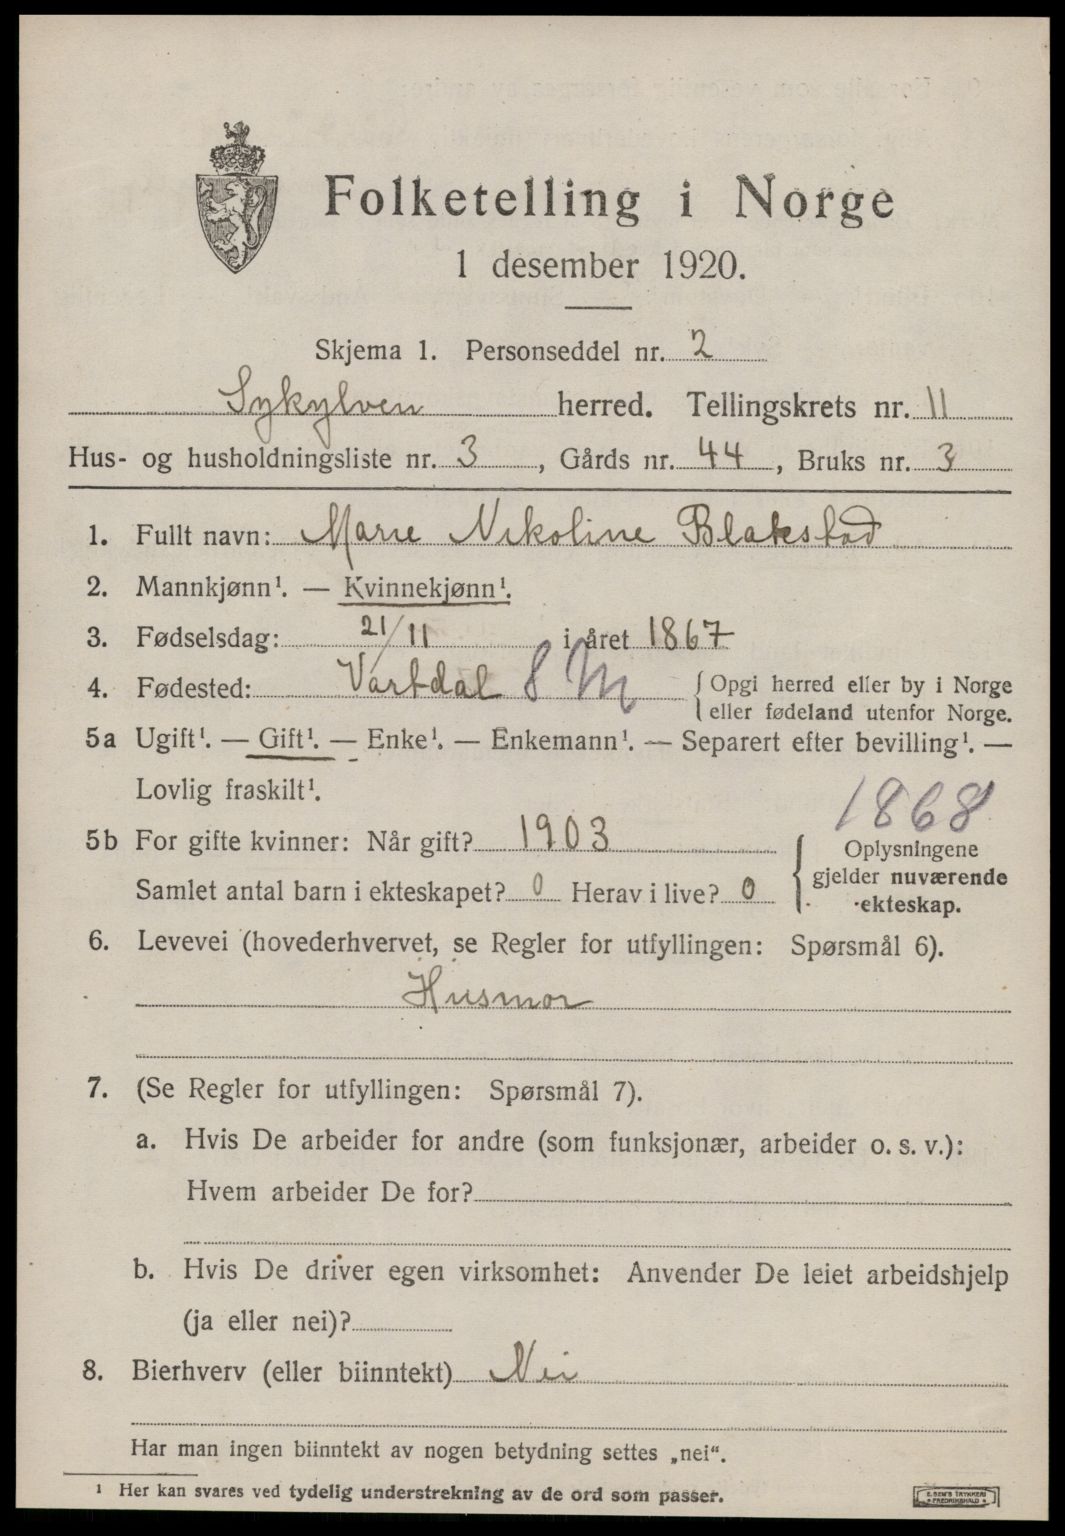 Folketelling i Norge
1 desember 1920.
Skjema 1. Personseddel nr. 2
Sykylven herred. Tellingskrets nr. 11
Hus- og husholdningsliste nr. 3, Gårds nr. 44, Bruks nr. 3
1. Fullt navn: Marie Nikoline Blakstad
2. Mannkjønn¹. — Kvinnekjønn¹.
3. Fødselsdag: 21/11 i året 1867
4. Fødested: Vartdal 8 M { Opgi herred eller by i Norge
eller fødeland utenfor Norge.
5a Ugift¹. — Gift¹. — Enke¹. — Enkemann¹. — Separert efter bevilling¹. —
Lovlig fraskilt¹.
1868
5b For gifte kvinner: Når gift? 1903
Samlet antal barn i ekteskapet? 0 Herav i live? 0
Oplysningene
gjelder nuværende
ekteskap.
6. Levevei (hovederhvervet, se Regler for utfyllingen: Spørsmål 6).
Husmor
7. (Se Regler for utfyllingen: Spørsmål 7).
a. Hvis De arbeider for andre (som funksjonær, arbeider o. s. v.):
Hvem arbeider De for?
b. Hvis De driver egen virksomhet: Anvender De leiet arbeidshjelp
(ja eller nei)?
8. Bierhverv (eller biinntekt) Nei
Har man ingen biinntekt av nogen betydning settes „nei“.
¹ Her kan svares ved tydelig understrekning av de ord som passer.
E. SEM'S TRYKKERI
FREDRIKSHALD